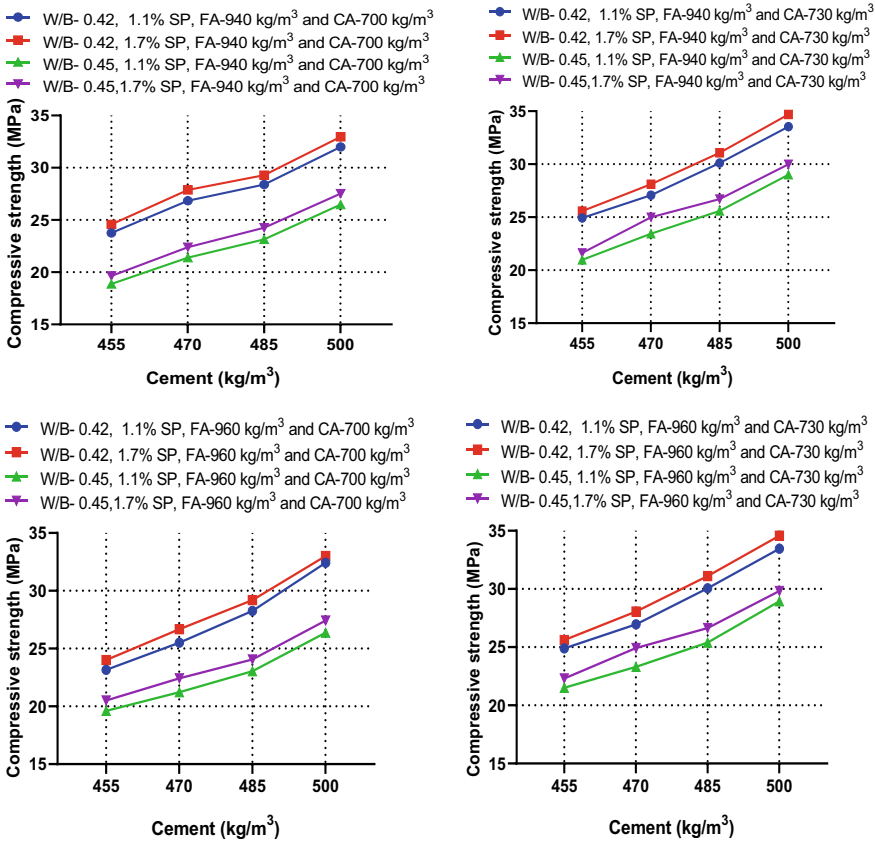 W/B- 0.42, 1.1% SP, FA-940 kg/m³ and CA-700 kg/m³
W/B- 0.42, 1.7% SP, FA-940 kg/m³ and CA-700 kg/m³
W/B- 0.45, 1.1% SP, FA-940 kg/m³ and CA-700 kg/m³
W/B- 0.45,1.7% SP, FA-940 kg/m³ and CA-700 kg/m³
35
30
25
20
15
Compressive strength (MPa)
455 470 485 500
Cement (kg/m³)
W/B- 0.42, 1.1% SP, FA-940 kg/m³ and CA-730 kg/m³
W/B- 0.42, 1.7% SP, FA-940 kg/m³ and CA-730 kg/m³
W/B- 0.45, 1.1% SP, FA-940 kg/m³ and CA-730 kg/m³
W/B- 0.45,1.7% SP, FA-940 kg/m³ and CA-730 kg/m³
35
30
25
20
15
Compressive strength (MPa)
455 470 485 500
Cement (kg/m³)
W/B- 0.42, 1.1% SP, FA-960 kg/m³ and CA-700 kg/m³
W/B- 0.42, 1.7% SP, FA-960 kg/m³ and CA-700 kg/m³
W/B- 0.45, 1.1% SP, FA-960 kg/m³ and CA-700 kg/m³
W/B- 0.45,1.7% SP, FA-960 kg/m³ and CA-700 kg/m³
35
30
25
20
15
Compressive strength (MPa)
455 470 485 500
Cement (kg/m³)
W/B- 0.42, 1.1% SP, FA-960 kg/m³ and CA-730 kg/m³
W/B- 0.42, 1.7% SP, FA-960 kg/m³ and CA-730 kg/m³
W/B- 0.45, 1.1% SP, FA-960 kg/m³ and CA-730 kg/m³
W/B- 0.45,1.7% SP, FA-960 kg/m³ and CA-730 kg/m³
35
30
25
20
15
Compressive strength (MPa)
455 470 485 500
Cement (kg/m³)